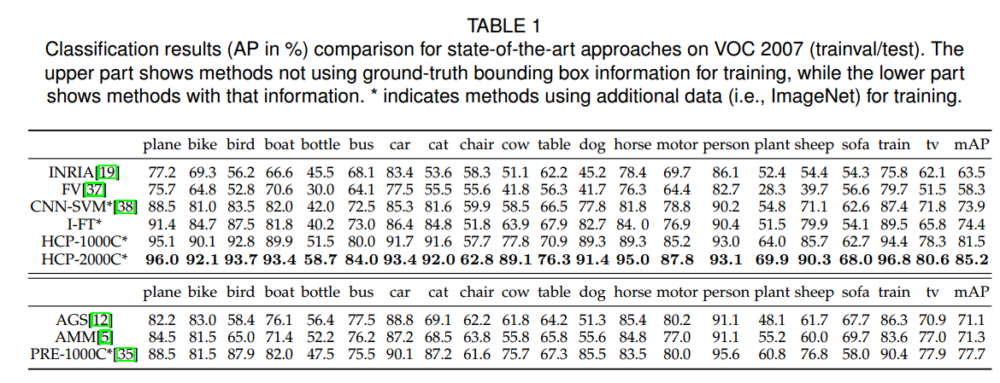 TABLE 1
Classification results (AP in %) comparison for state-of-the-art approaches on VOC 2007 (trainval/test). The
upper part shows methods not using ground-truth bounding box information for training, while the lower part
shows methods with that information. * indicates methods using additional data (i.e., ImageNet) for training.
plane bike bird boat bottle bus car cat chair cow table dog horse motor person plant sheep sofa train tv mAP
INRIA[19] 77.2 69.3 56.2 66.6 45.5 68.1 83.4 53.6 58.3 51.1 62.2 45.2 78.4 69.7 86.1 52.4 54.4 54.3 75.8 62.1 63.5
FV[37] 75.7 64.8 52.8 70.6 30.0 64.1 77.5 55.5 55.6 41.8 56.3 41.7 76.3 64.4 82.7 28.3 39.7 56.6 79.7 51.5 58.3
CNN-SVM*[38] 88.5 81.0 83.5 82.0 42.0 72.5 85.3 81.6 59.9 58.5 66.5 77.8 81.8 78.8 90.2 54.8 71.1 62.6 87.4 71.8 73.9
I-FT* 91.4 84.7 87.5 81.8 40.2 73.0 86.4 84.8 51.8 63.9 67.9 82.7 84. 0 76.9 90.4 51.5 79.9 54.1 89.5 65.8 74.4
HCP-1000C* 95.1 90.1 92.8 89.9 51.5 80.0 91.7 91.6 57.7 77.8 70.9 89.3 89.3 85.2 93.0 64.0 85.7 62.7 94.4 78.3 81.5
HCP-2000C* 96.0 92.1 93.7 93.4 58.7 84.0 93.4 92.0 62.8 89.1 76.3 91.4 95.0 87.8 93.1 69.9 90.3 68.0 96.8 80.6 85.2
plane bike bird boat bottle bus car cat chair cow table dog horse motor person plant sheep sofa train tv mAP
AGS[12] 82.2 83.0 58.4 76.1 56.4 77.5 88.8 69.1 62.2 61.8 64.2 51.3 85.4 80.2 91.1 48.1 61.7 67.7 86.3 70.9 71.1
AMM[5] 84.5 81.5 65.0 71.4 52.2 76.2 87.2 68.5 63.8 55.8 65.8 55.6 84.8 77.0 91.1 55.2 60.0 69.7 83.6 77.0 71.3
PRE-1000C*[35] 88.5 81.5 87.9 82.0 47.5 75.5 90.1 87.2 61.6 75.7 67.3 85.5 83.5 80.0 95.6 60.8 76.8 58.0 90.4 77.9 77.7